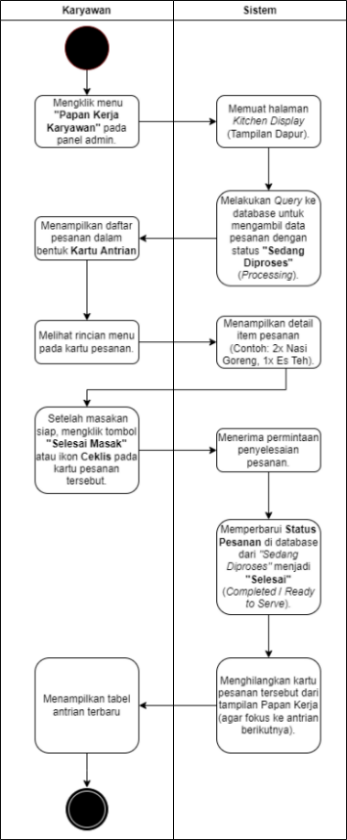 Karyawan
Sistem
Mengklik menu
"Papan Kerja
Karyawan" pada
panel admin.
Memuat halaman
Kitchen Display
(Tampilan Dapur).
Melakukan Query ke
database untuk
mengambil data
pesanan dengan
status "Sedang
Diproses"
(Processing).
Menampilkan daftar
pesanan dalam
bentuk Kartu Antrian
Melihat rincian menu
pada kartu pesanan.
Menampilkan detail
item pesanan
(Contoh: 2x Nasi
Goreng, 1x Es Teh).
Setelah masakan
siap, mengklik tombol
"Selesai Masak"
atau ikon Ceklis pada
kartu pesanan
tersebut.
Menerima permintaan
penyelesaian
pesanan.
Memperbarui Status
Pesanan di database
dari "Sedang
Diproses" menjadi
"Selesai"
(Completed / Ready
to Serve).
Menghilangkan kartu
pesanan tersebut dari
tampilan Papan Kerja
(agar fokus ke antrian
berikutnya).
Menampilkan tabel
antrian terbaru